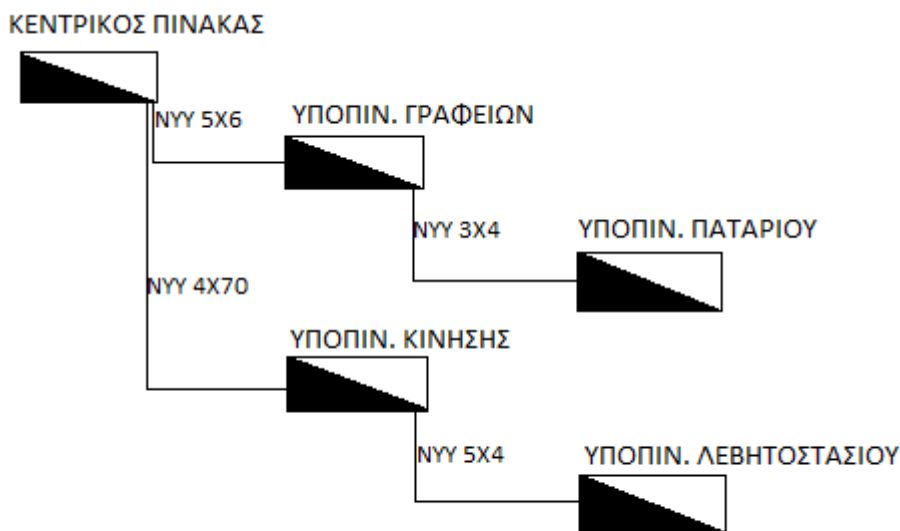 ΚΕΝΤΡΙΚΟΣ ΠΙΝΑΚΑΣ
ΝΥΥ 5Χ6
ΥΠΟΠΙΝ. ΓΡΑΦΕΙΩΝ
ΝΥΥ 3Χ4
ΥΠΟΠΙΝ. ΠΑΤΑΡΙΟΥ
ΝΥΥ 4Χ70
ΥΠΟΠΙΝ. ΚΙΝΗΣΗΣ
ΝΥΥ 5Χ4
ΥΠΟΠΙΝ. ΛΕΒΗΤΟΣΤΑΣΙΟΥ